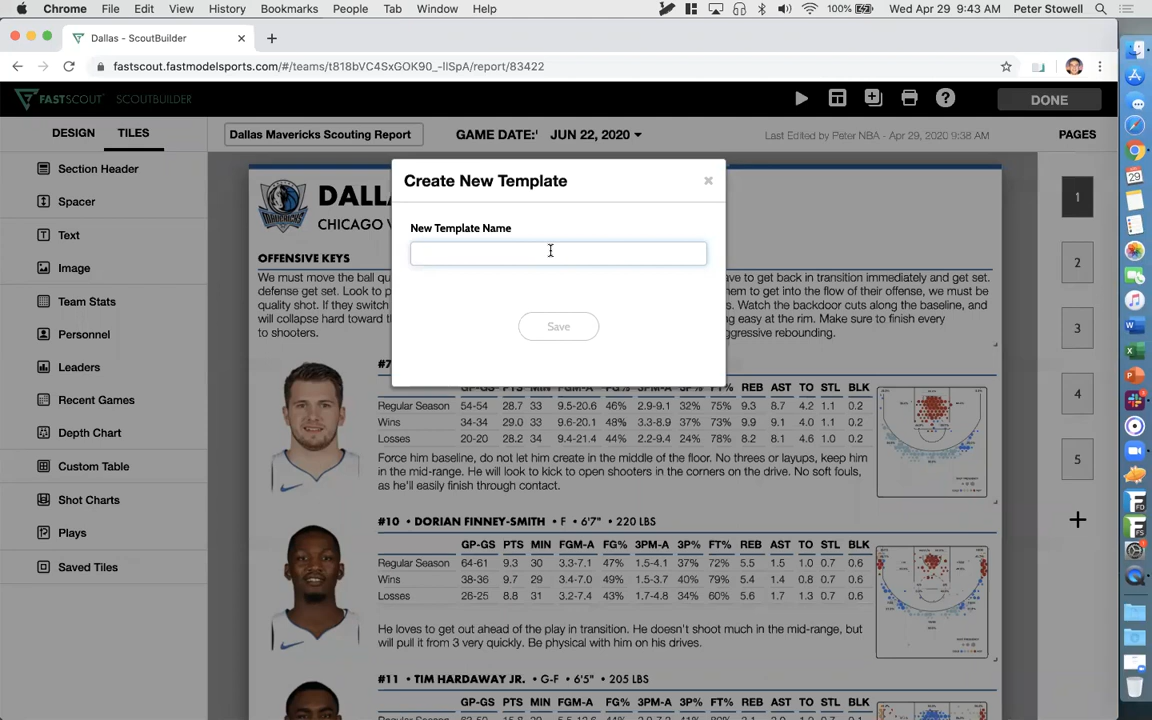 Chrome File Edit View History Bookmarks People Tab Window Help 100% Wed Apr 29 9:43 AM Peter Stowell
Dallas - ScoutBuilder
fastscout.fastmodelsports.com/#/teams/t818bVC4SxGOK90_-IlSpA/report/83422
FASTSCOUT SCOUTBUILDER DONE
DESIGN TILES Dallas Mavericks Scouting Report GAME DATE: JUN 22, 2020 Last Edited by Peter NBA - Apr 29, 2020 9:38 AM PAGES
Section Header
Spacer
Text
Image
Team Stats
Personnel
Leaders
Recent Games
Depth Chart
Custom Table
Shot Charts
Plays
Saved Tiles
Create New Template
New Template Name
Save
DALL
CHICAGO
OFFENSIVE KEYS
We must move the ball qu ave to get back in transition immediately and get set.
defense get set. Look to p hem to get into the flow of their offense, we must be
quality shot. If they switch . Watch the backdoor cuts along the baseline, and
will collapse hard toward t g easy at the rim. Make sure to finish every
to shooters. gressive rebounding.
#7
GP-GS PTS MIN FGM-A FG% 3PM-A 3P% FT% REB AST TO STL BLK
Regular Season 54-54 28.7 33 9.5-20.6 46% 2.9-9.1 32% 75% 9.3 8.7 4.2 1.1 0.2
Wins 34-34 29.0 33 9.6-20.1 48% 3.3-8.9 37% 73% 9.9 9.1 4.0 1.1 0.2
Losses 20-20 28.2 34 9.4-21.4 44% 2.2-9.4 24% 78% 8.2 8.1 4.6 1.0 0.2
Force him baseline, do not let him create in the middle of the floor. No threes or layups, keep him
in the mid-range. He will look to kick to open shooters in the corners on the drive. No soft fouls,
as he'll easily finish through contact.
#10 • DORIAN FINNEY-SMITH • F • 6'7" • 220 LBS
GP-GS PTS MIN FGM-A FG% 3PM-A 3P% FT% REB AST TO STL BLK
Regular Season 64-61 9.3 30 3.3-7.1 47% 1.5-4.1 37% 72% 5.5 1.5 1.0 0.7 0.6
Wins 38-36 9.7 29 3.4-7.0 49% 1.5-3.7 40% 79% 5.4 1.4 0.8 0.7 0.6
Losses 26-25 8.8 31 3.2-7.4 43% 1.7-4.8 34% 60% 5.6 1.7 1.3 0.7 0.6
He loves to get out ahead of the play in transition. He doesn't shoot much in the mid-range, but
will pull it from 3 very quickly. Be physical with him on his drives.
#11 • TIM HARDAWAY JR. • G-F • 6'5" • 205 LBS
GP-GS PTS MIN FGM-A FG% 3PM-A 3P% FT% REB AST TO STL BLK
1
2
3
4
5